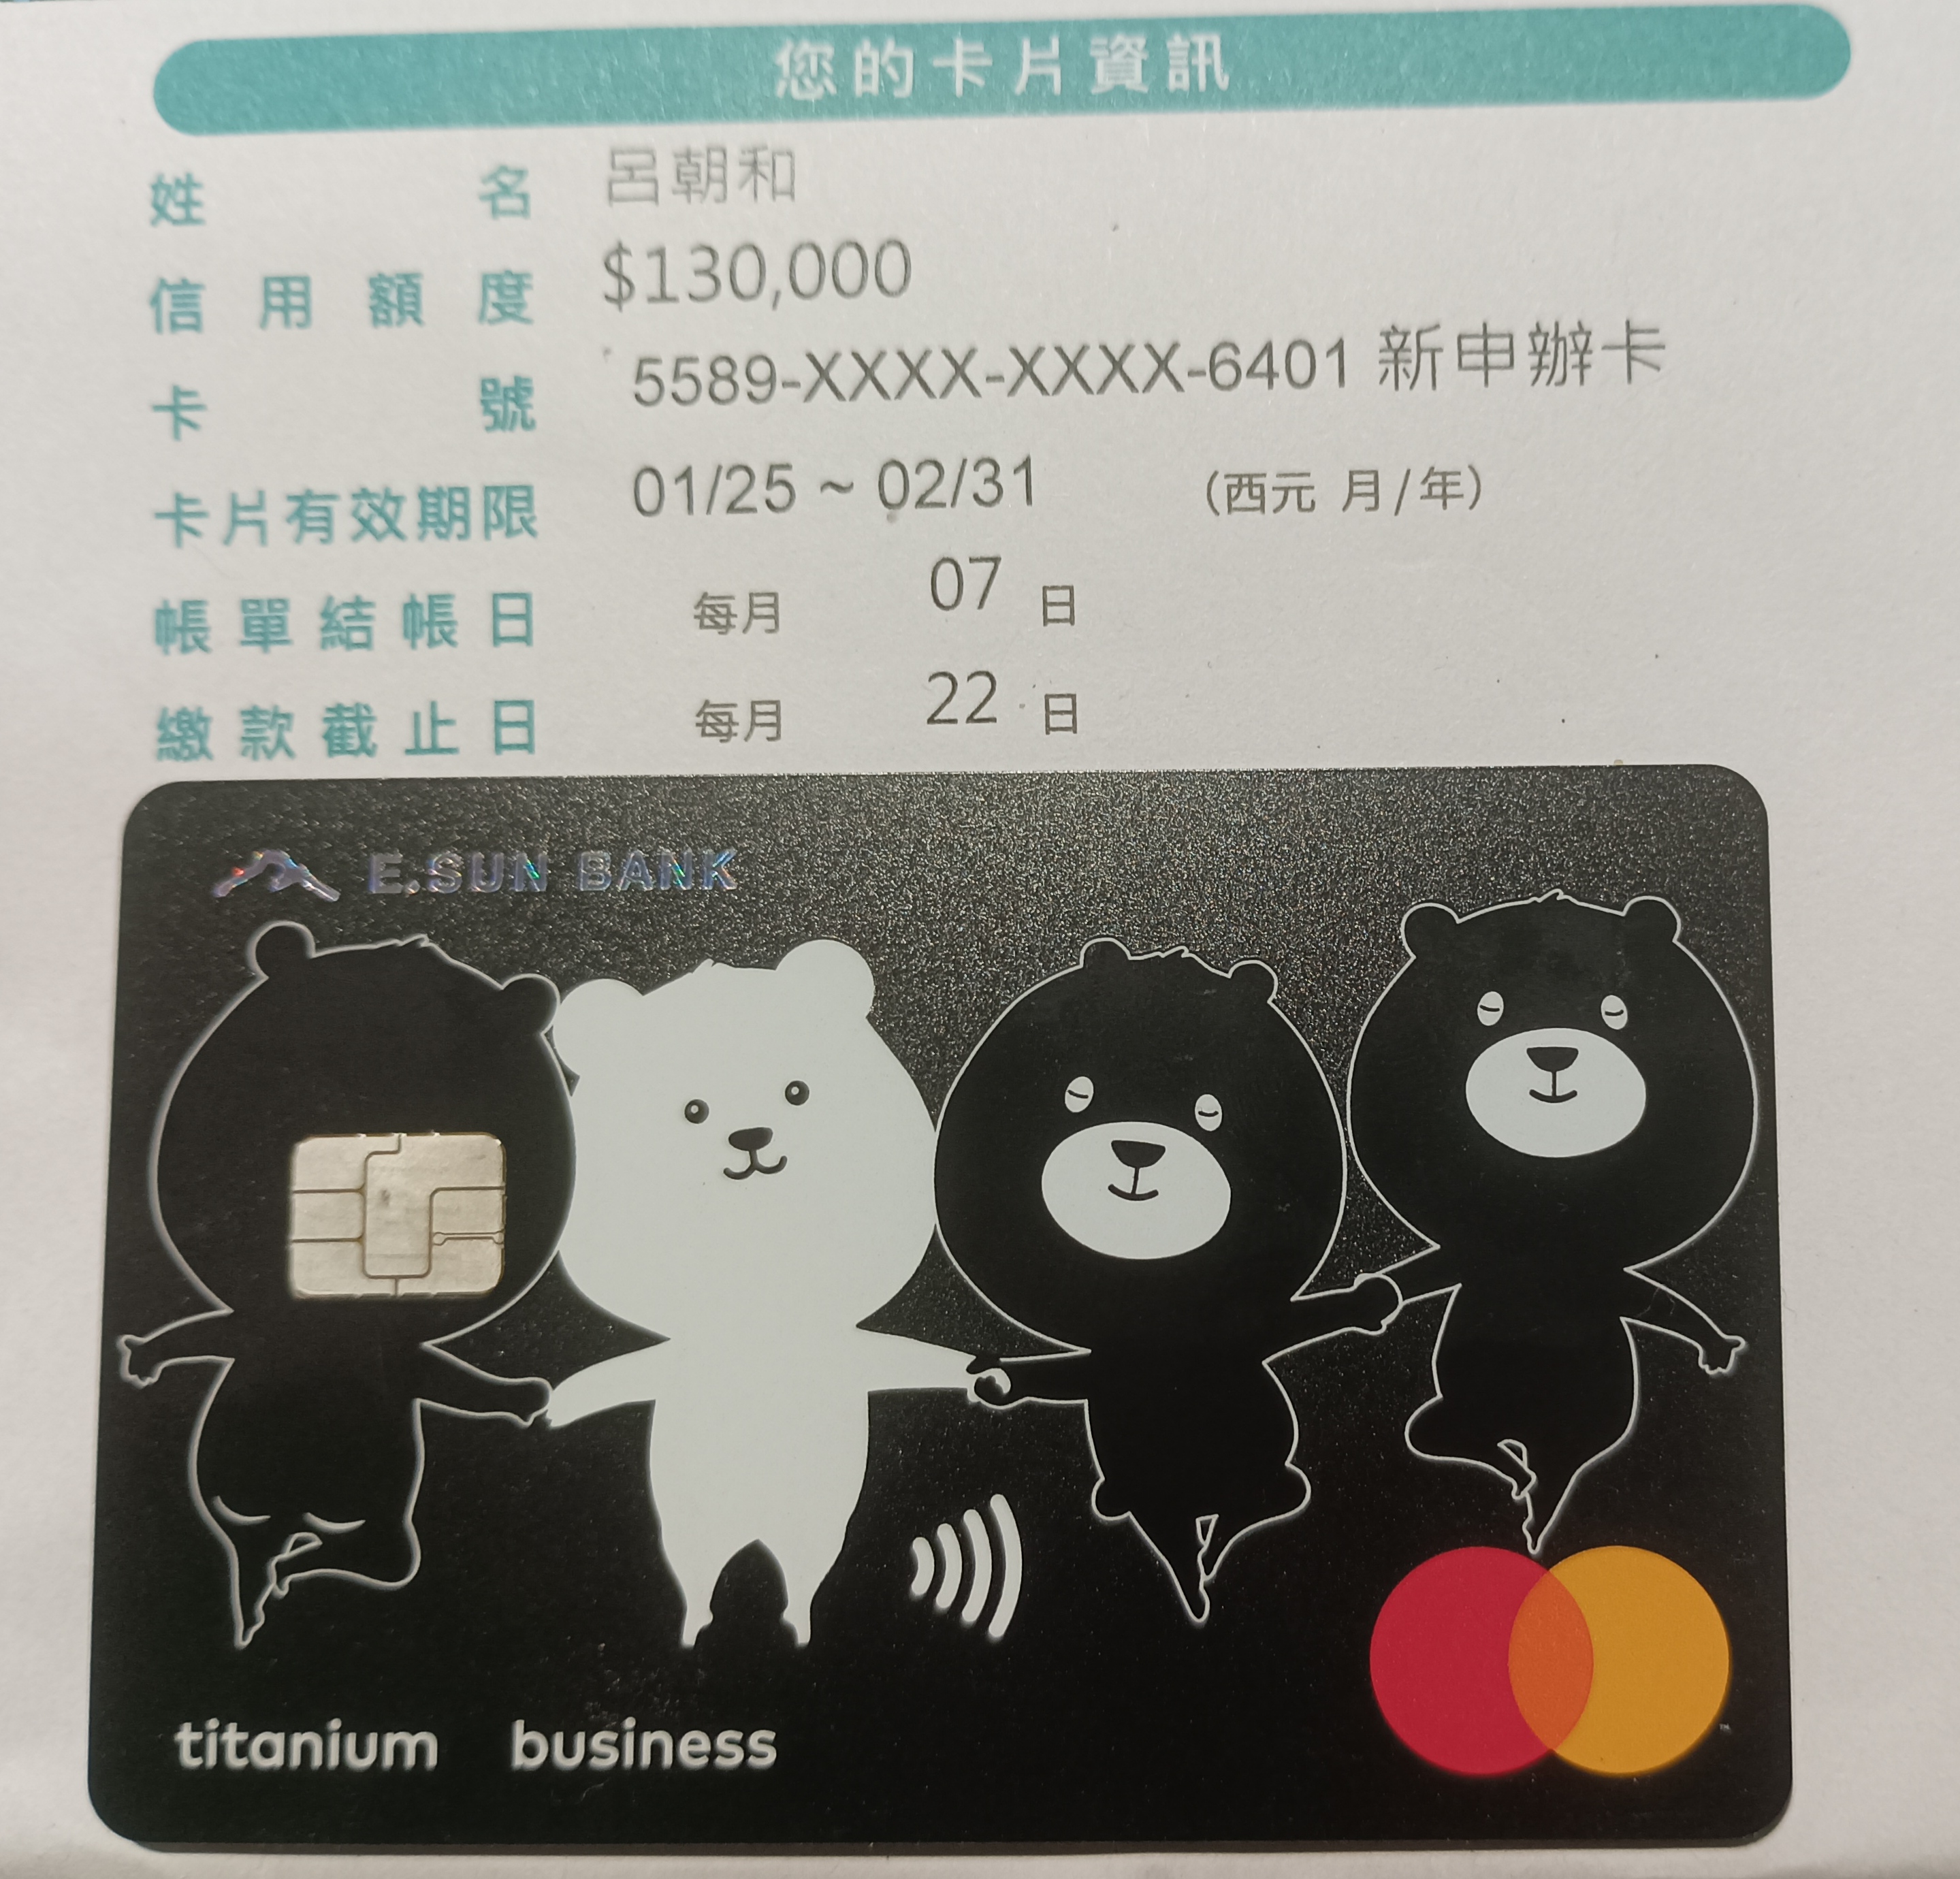 您的卡片資訊
姓名 呂朝和
信用額度 $130,000
卡號 5589-XXXX-XXXX-6401 新申辦卡
卡片有效期限 01/25 ~ 02/31 (西元 月/年)
帳單結帳日 每月 07 日
繳款截止日 每月 22 日
E.SUN BANK
titanium business